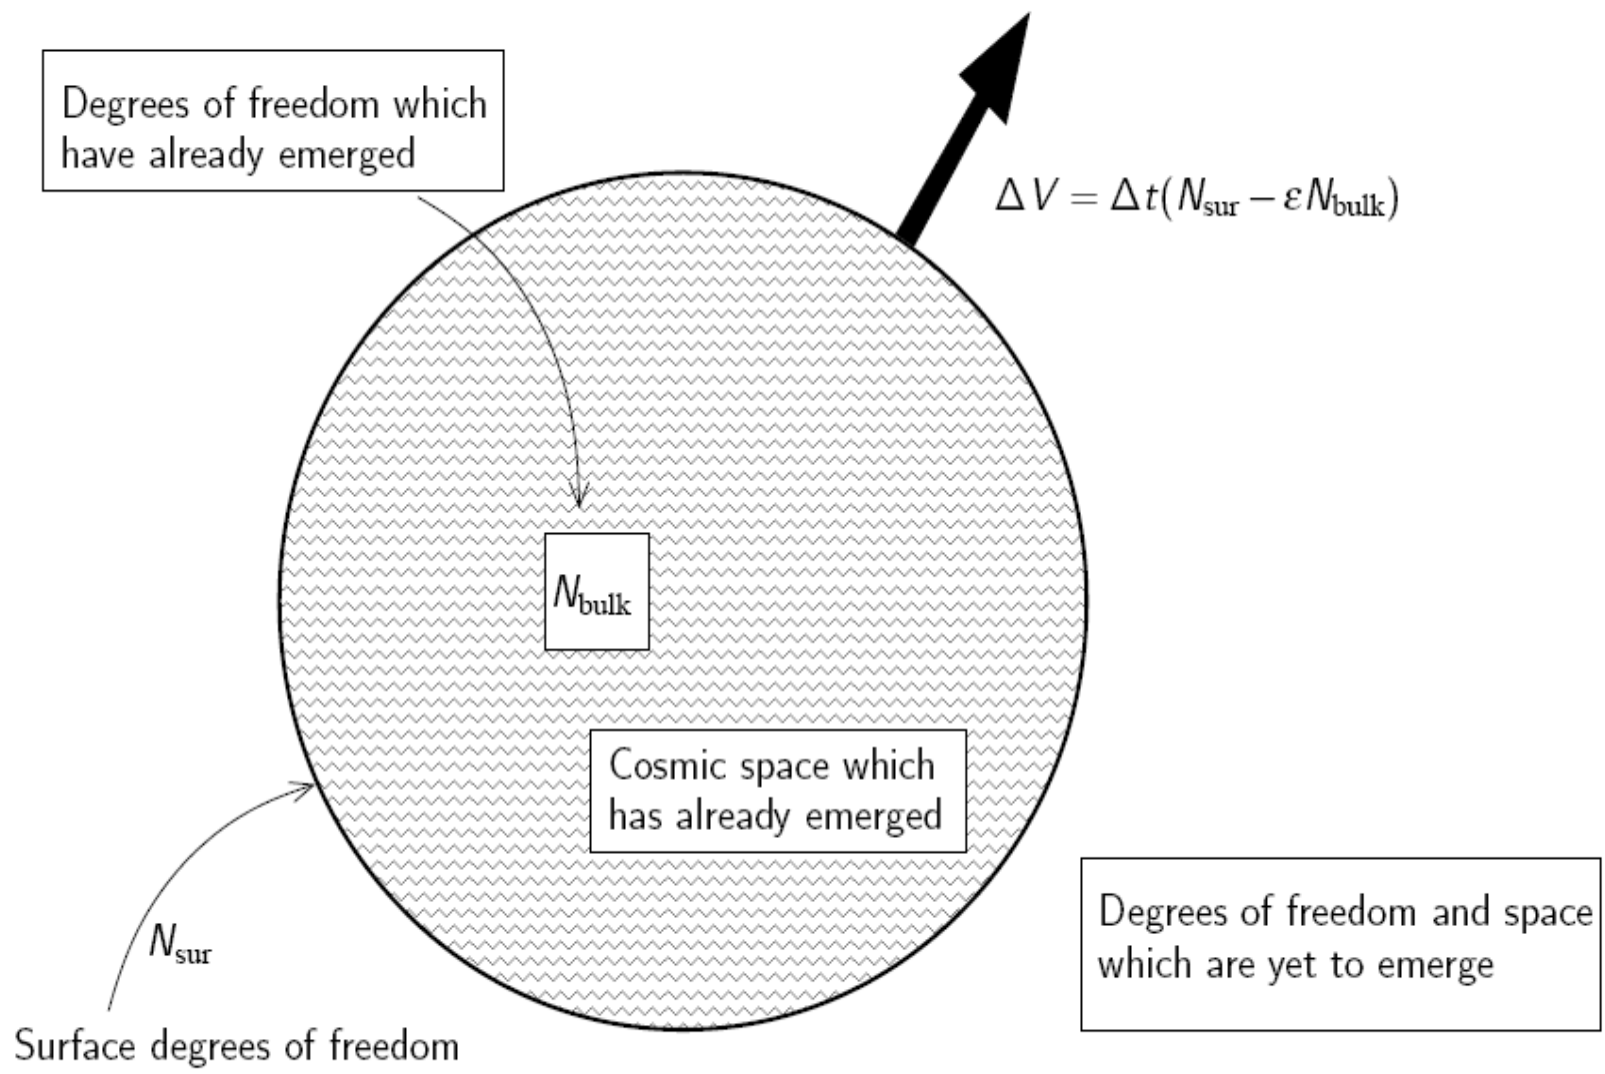 Degrees of freedom which
have already emerged
ΔV = Δt(N_sur − εN_bulk)
N_bulk
Cosmic space which
has already emerged
Degrees of freedom and space
which are yet to emerge
N_sur
Surface degrees of freedom